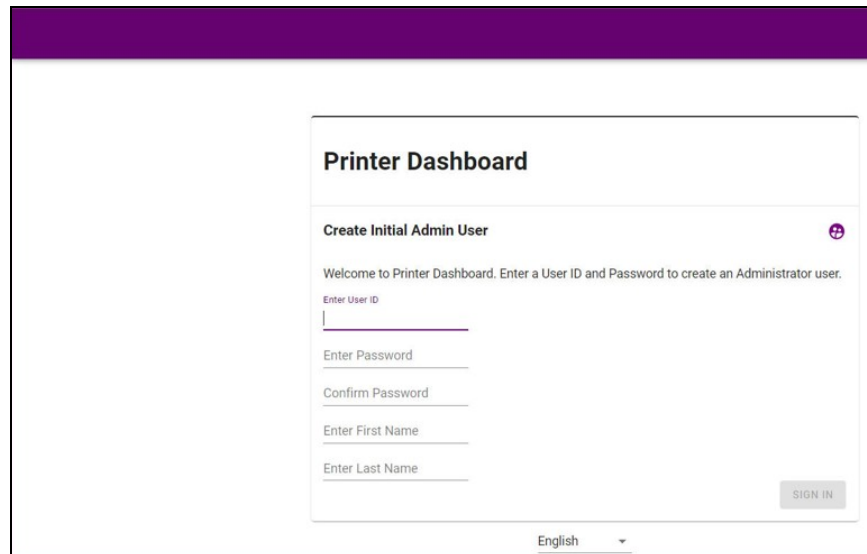 Printer Dashboard
Create Initial Admin User
Welcome to Printer Dashboard. Enter a User ID and Password to create an Administrator user.
Enter User ID
Enter Password
Confirm Password
Enter First Name
Enter Last Name
SIGN IN
English